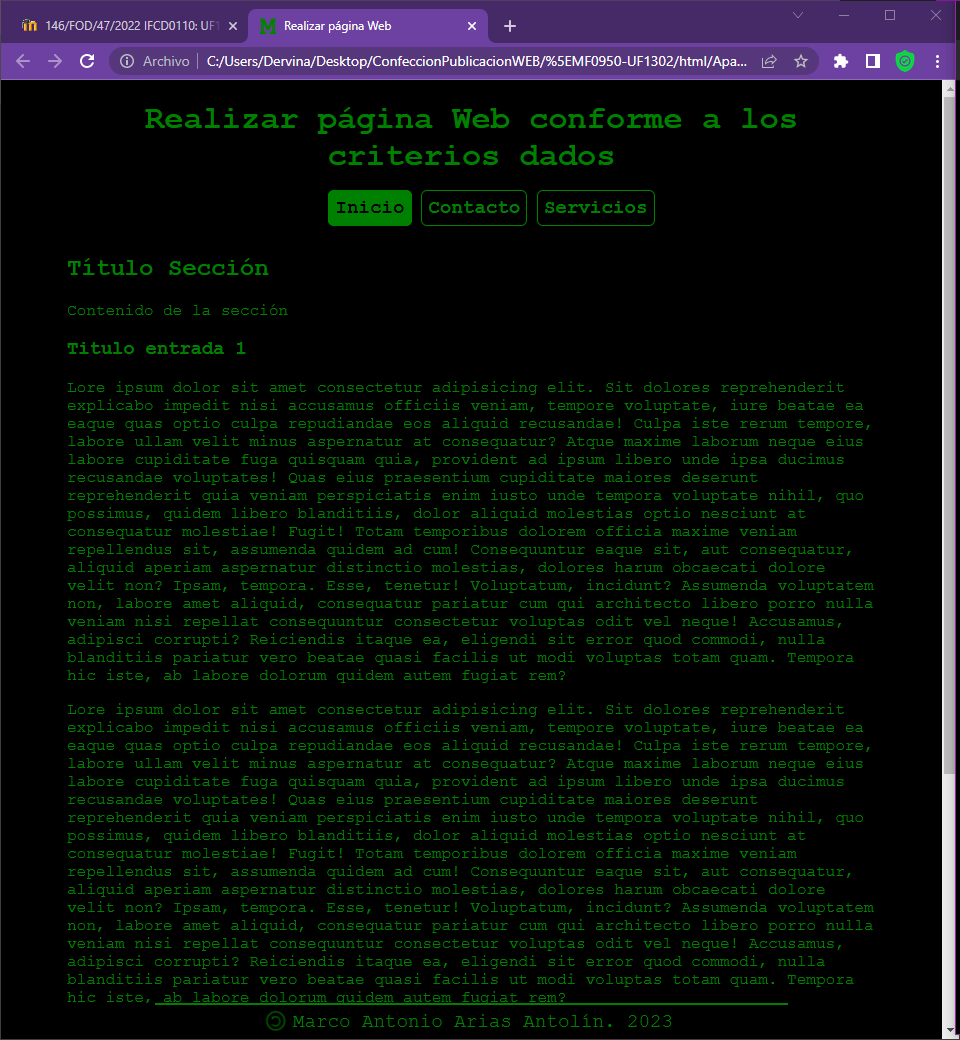 146/FOD/47/2022 IFCD0110: UF1
Realizar página Web
Archivo | C:/Users/Dervina/Desktop/ConfeccionPublicacionWEB/%5EMF0950-UF1302/html/Apa...
Realizar página Web conforme a los
criterios dados
Inicio Contacto Servicios
Título Sección
Contenido de la sección
Titulo entrada 1
Lore ipsum dolor sit amet consectetur adipisicing elit. Sit dolores reprehenderit
explicabo impedit nisi accusamus officiis veniam, tempore voluptate, iure beatae ea
eaque quas optio culpa repudiandae eos aliquid recusandae! Culpa iste rerum tempore,
labore ullam velit minus aspernatur at consequatur? Atque maxime laborum neque eius
labore cupiditate fuga quisquam quia, provident ad ipsum libero unde ipsa ducimus
recusandae voluptates! Quas eius praesentium cupiditate maiores deserunt
reprehenderit quia veniam perspiciatis enim iusto unde tempora voluptate nihil, quo
possimus, quidem libero blanditiis, dolor aliquid molestias optio nesciunt at
consequatur molestiae! Fugit! Totam temporibus dolorem officia maxime veniam
repellendus sit, assumenda quidem ad cum! Consequuntur eaque sit, aut consequatur,
aliquid aperiam aspernatur distinctio molestias, dolores harum obcaecati dolore
velit non? Ipsam, tempora. Esse, tenetur! Voluptatum, incidunt? Assumenda voluptatem
non, labore amet aliquid, consequatur pariatur cum qui architecto libero porro nulla
veniam nisi repellat consequuntur consectetur voluptas odit vel neque! Accusamus,
adipisci corrupti? Reiciendis itaque ea, eligendi sit error quod commodi, nulla
blanditiis pariatur vero beatae quasi facilis ut modi voluptas totam quam. Tempora
hic iste, ab labore dolorum quidem autem fugiat rem?
Lore ipsum dolor sit amet consectetur adipisicing elit. Sit dolores reprehenderit
explicabo impedit nisi accusamus officiis veniam, tempore voluptate, iure beatae ea
eaque quas optio culpa repudiandae eos aliquid recusandae! Culpa iste rerum tempore,
labore ullam velit minus aspernatur at consequatur? Atque maxime laborum neque eius
labore cupiditate fuga quisquam quia, provident ad ipsum libero unde ipsa ducimus
recusandae voluptates! Quas eius praesentium cupiditate maiores deserunt
reprehenderit quia veniam perspiciatis enim iusto unde tempora voluptate nihil, quo
possimus, quidem libero blanditiis, dolor aliquid molestias optio nesciunt at
consequatur molestiae! Fugit! Totam temporibus dolorem officia maxime veniam
repellendus sit, assumenda quidem ad cum! Consequuntur eaque sit, aut consequatur,
aliquid aperiam aspernatur distinctio molestias, dolores harum obcaecati dolore
velit non? Ipsam, tempora. Esse, tenetur! Voluptatum, incidunt? Assumenda voluptatem
non, labore amet aliquid, consequatur pariatur cum qui architecto libero porro nulla
veniam nisi repellat consequuntur consectetur voluptas odit vel neque! Accusamus,
adipisci corrupti? Reiciendis itaque ea, eligendi sit error quod commodi, nulla
blanditiis pariatur vero beatae quasi facilis ut modi voluptas totam quam. Tempora
hic iste, ab labore dolorum quidem autem fugiat rem?
🄯 Marco Antonio Arias Antolín. 2023